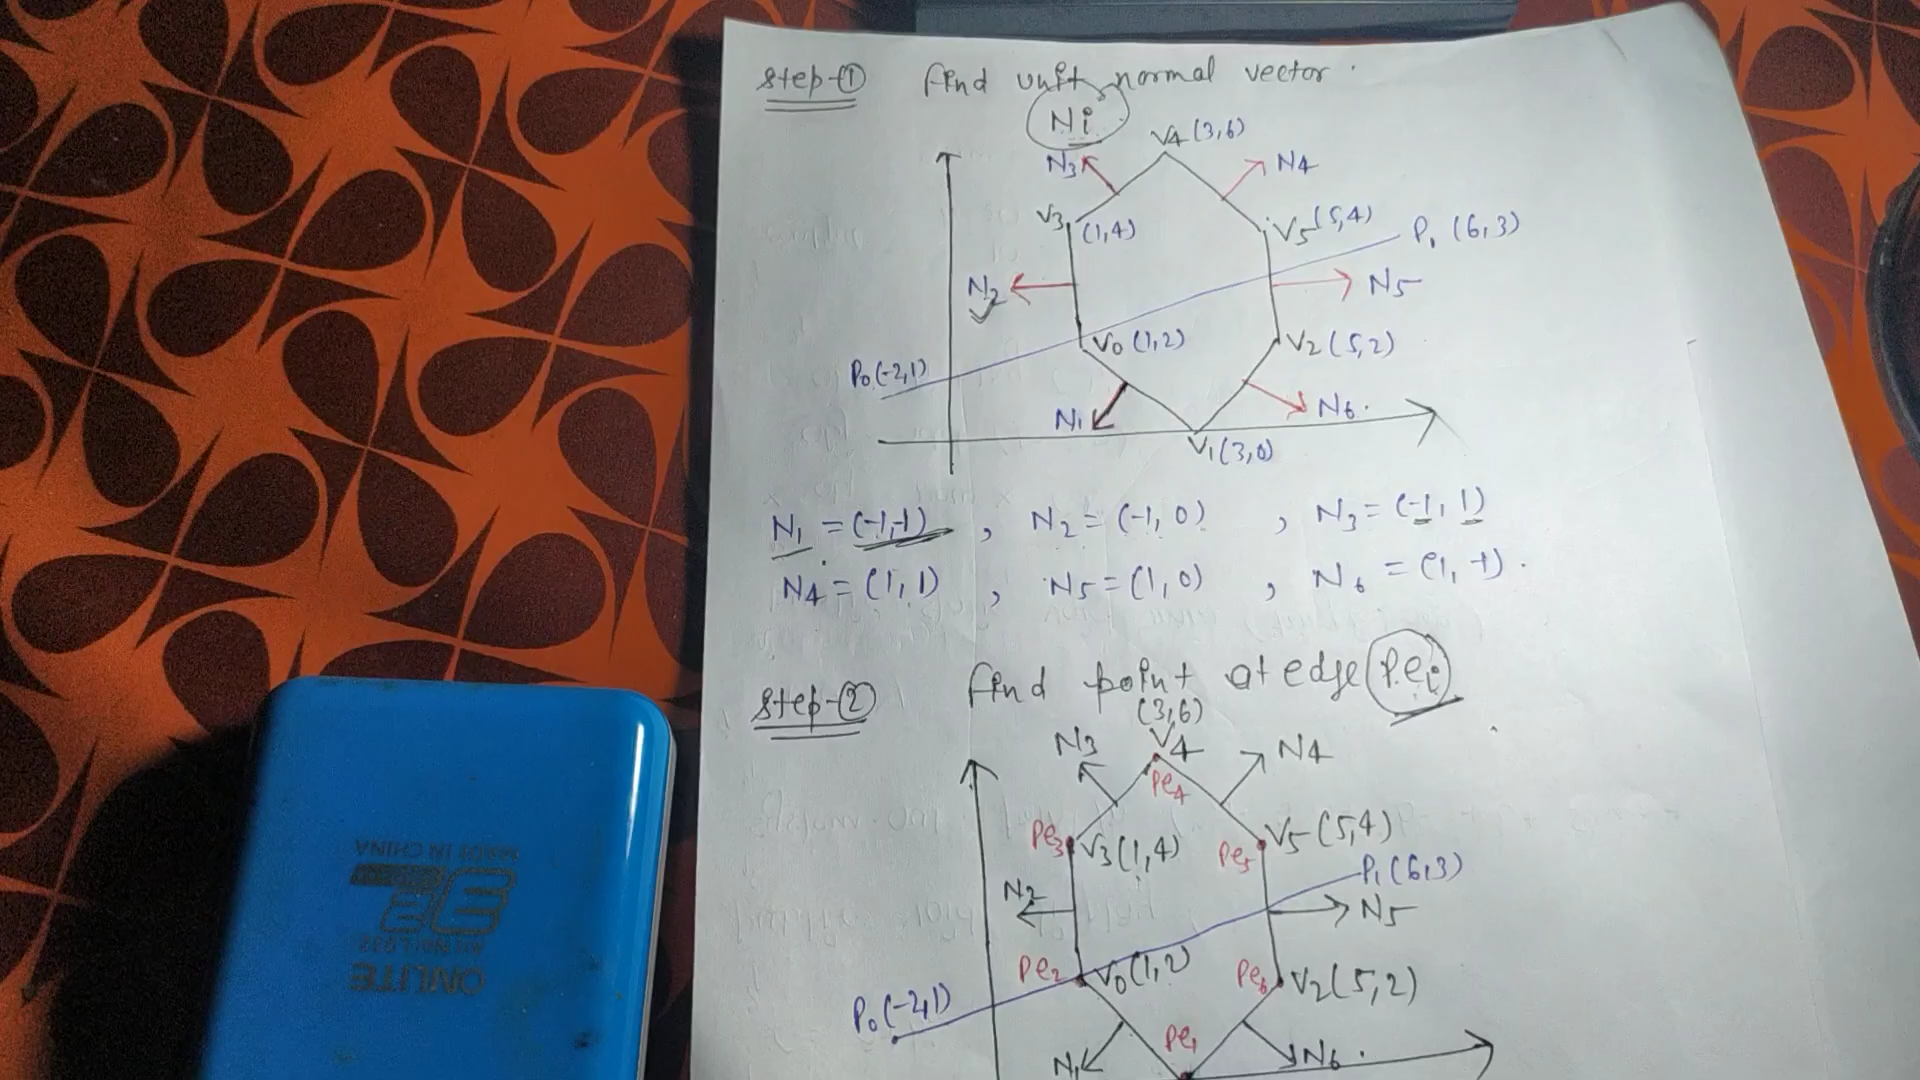 Step-① Find unit normal vector.
Ni
V4 (3,6)
N3
N4
V3
(1,4)
V5 (5,4)
P1 (6,3)
N2
N5
V0 (1,2)
V2 (5,2)
P0 (-2,1)
N1
N6.
V1 (3,0)
N1 = (-1,-1), N2 = (-1, 0), N3 = (-1, 1)
N4 = (1, 1), N5 = (1, 0), N6 = (1, -1).
Step-② Find point at edge Pei
(3,6)
N3
V4
N4
Pe4
Pe3
V3 (1,4)
Pe5
V5 (5,4)
P1 (6,3)
N2
N5
Pe2
V0 (1,2)
Pe6
V2 (5,2)
P0 (-2,1)
Pe1
N1
N6.
ONLITE
MADE IN CHINA